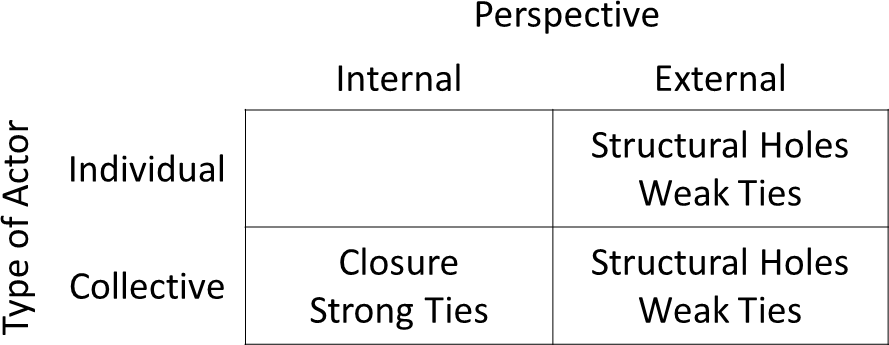 Perspective
Internal External
Type of Actor
Individual
Structural Holes
Weak Ties
Collective
Closure
Strong Ties
Structural Holes
Weak Ties